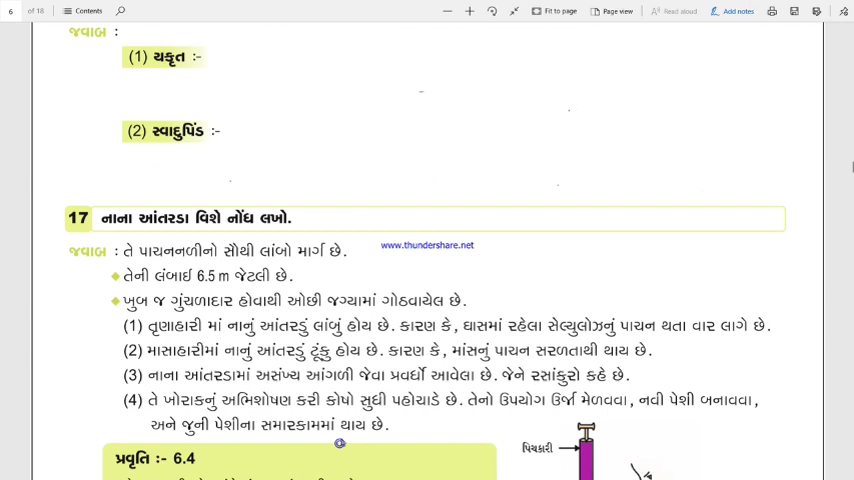 6 of 18 Contents Fit to page Page view Read aloud Add notes
જવાબ :
(1) યકૃત :-
(2) સ્વાદુપિંડ :-
17 નાના આંતરડા વિશે નોંધ લખો.
www.thundershare.net
જવાબ : તે પાચનનળીનો સૌથી લાંબો માર્ગ છે.
તેની લંબાઈ 6.5 m જેટલી છે.
ખુબ જ ગુંચળાદાર હોવાથી ઓછી જગ્યામાં ગોઠવાયેલ છે.
(1) તૃણાહારી માં નાનું આંતરડું લાંબું હોય છે. કારણ કે, ઘાસમાં રહેલા સેલ્યુલોઝનું પાચન થતા વાર લાગે છે.
(2) માસાહારીમાં નાનું આંતરડું ટૂંકુ હોય છે. કારણ કે, માંસનું પાચન સરળતાથી થાય છે.
(3) નાના આંતરડામાં અસંખ્ય આંગળી જેવા પ્રવર્ધો આવેલા છે. જેને રસાંકુરો કહે છે.
(4) તે ખોરાકનું અભિશોષણ કરી કોષો સુધી પહોચાડે છે. તેનો ઉપયોગ ઉર્જા મેળવવા, નવી પેશી બનાવવા,
અને જુની પેશીના સમારકામમાં થાય છે.
પિચકારી
પ્રવૃતિ :- 6.4